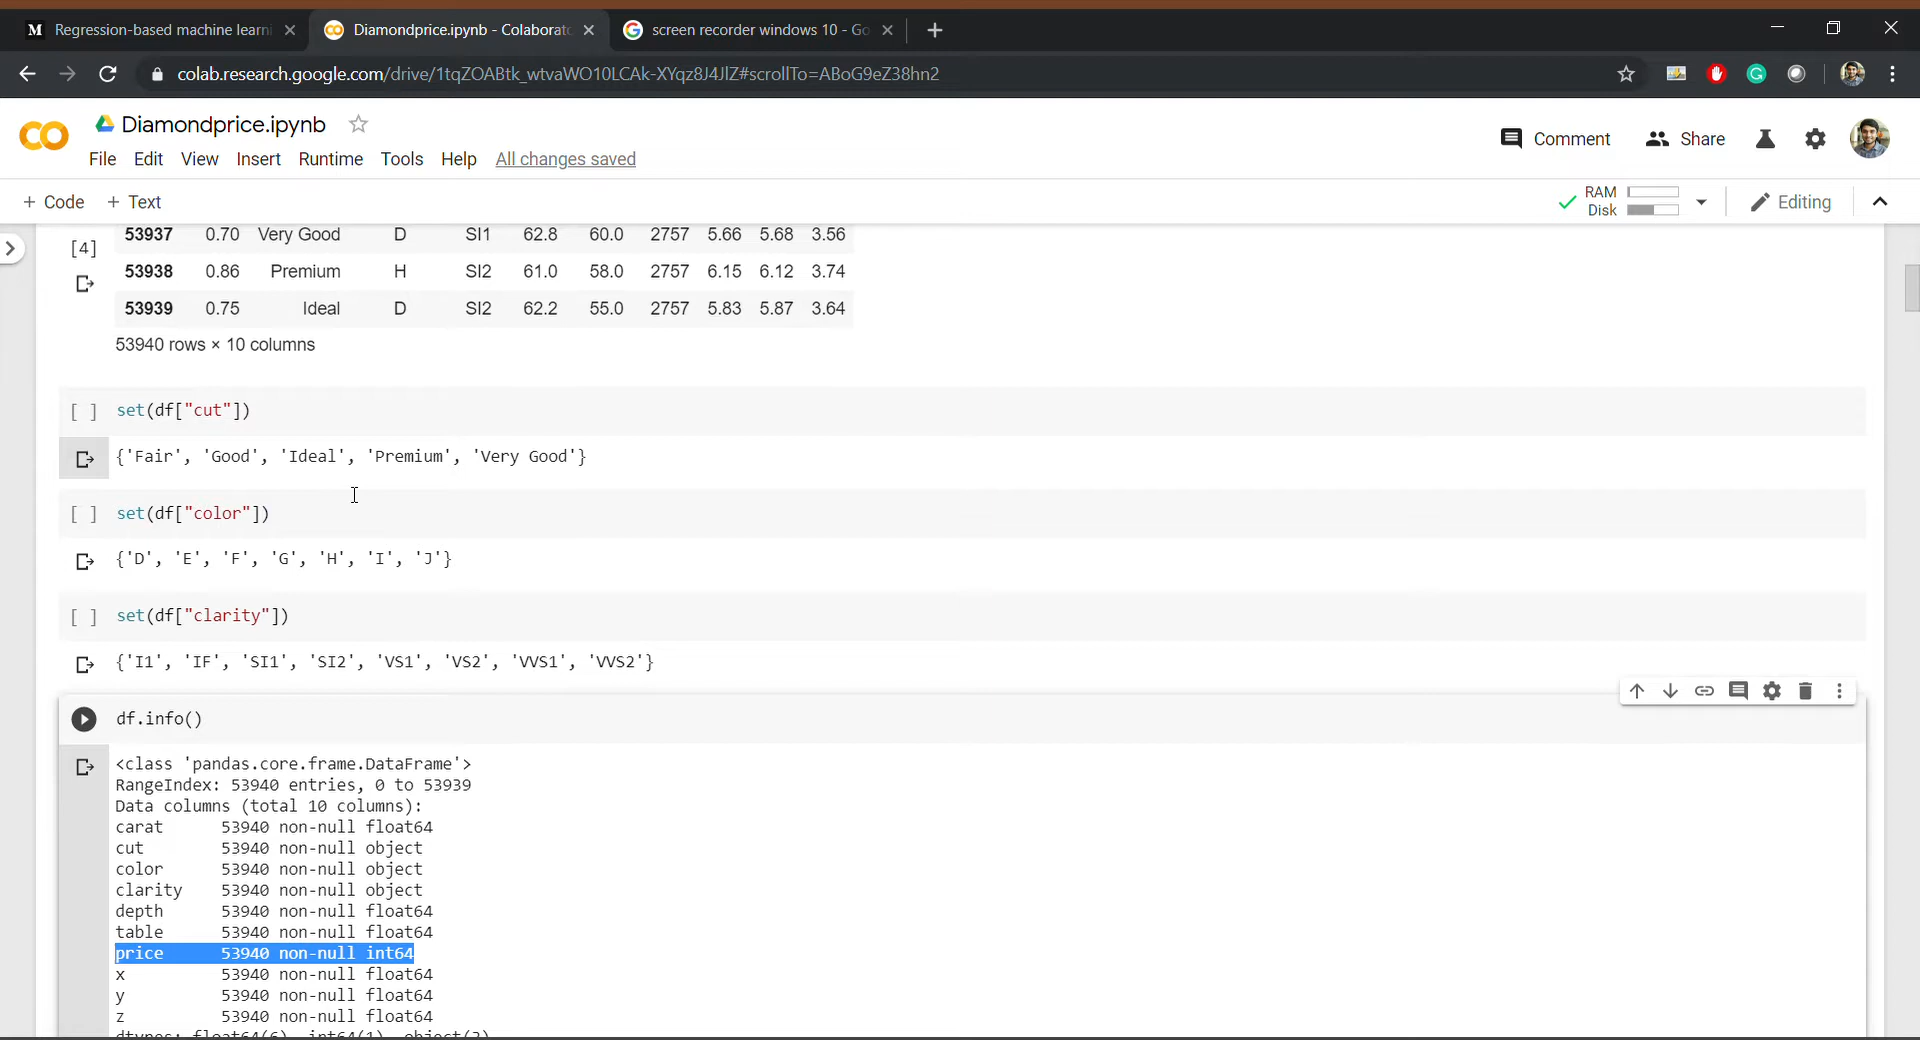 Regression-based machine learni
Diamondprice.ipynb - Colaborato
screen recorder windows 10 - Go
colab.research.google.com/drive/1tqZOABtk_wtvaWO10LCAk-XYqz8J4JlZ#scrollTo=ABoG9eZ38hn2
Diamondprice.ipynb
Comment
Share
File Edit View Insert Runtime Tools Help All changes saved
+ Code + Text
RAM
Disk
Editing
[4]
53937 0.70 Very Good D SI1 62.8 60.0 2757 5.66 5.68 3.56
53938 0.86 Premium H SI2 61.0 58.0 2757 6.15 6.12 3.74
53939 0.75 Ideal D SI2 62.2 55.0 2757 5.83 5.87 3.64
53940 rows × 10 columns
[ ] set(df["cut"])
{'Fair', 'Good', 'Ideal', 'Premium', 'Very Good'}
[ ] set(df["color"])
{'D', 'E', 'F', 'G', 'H', 'I', 'J'}
[ ] set(df["clarity"])
{'I1', 'IF', 'SI1', 'SI2', 'VS1', 'VS2', 'VVS1', 'VVS2'}
df.info()
<class 'pandas.core.frame.DataFrame'>
RangeIndex: 53940 entries, 0 to 53939
Data columns (total 10 columns):
carat 53940 non-null float64
cut 53940 non-null object
color 53940 non-null object
clarity 53940 non-null object
depth 53940 non-null float64
table 53940 non-null float64
price 53940 non-null int64
x 53940 non-null float64
y 53940 non-null float64
z 53940 non-null float64
dtypes: float64(6), int64(1), object(3)